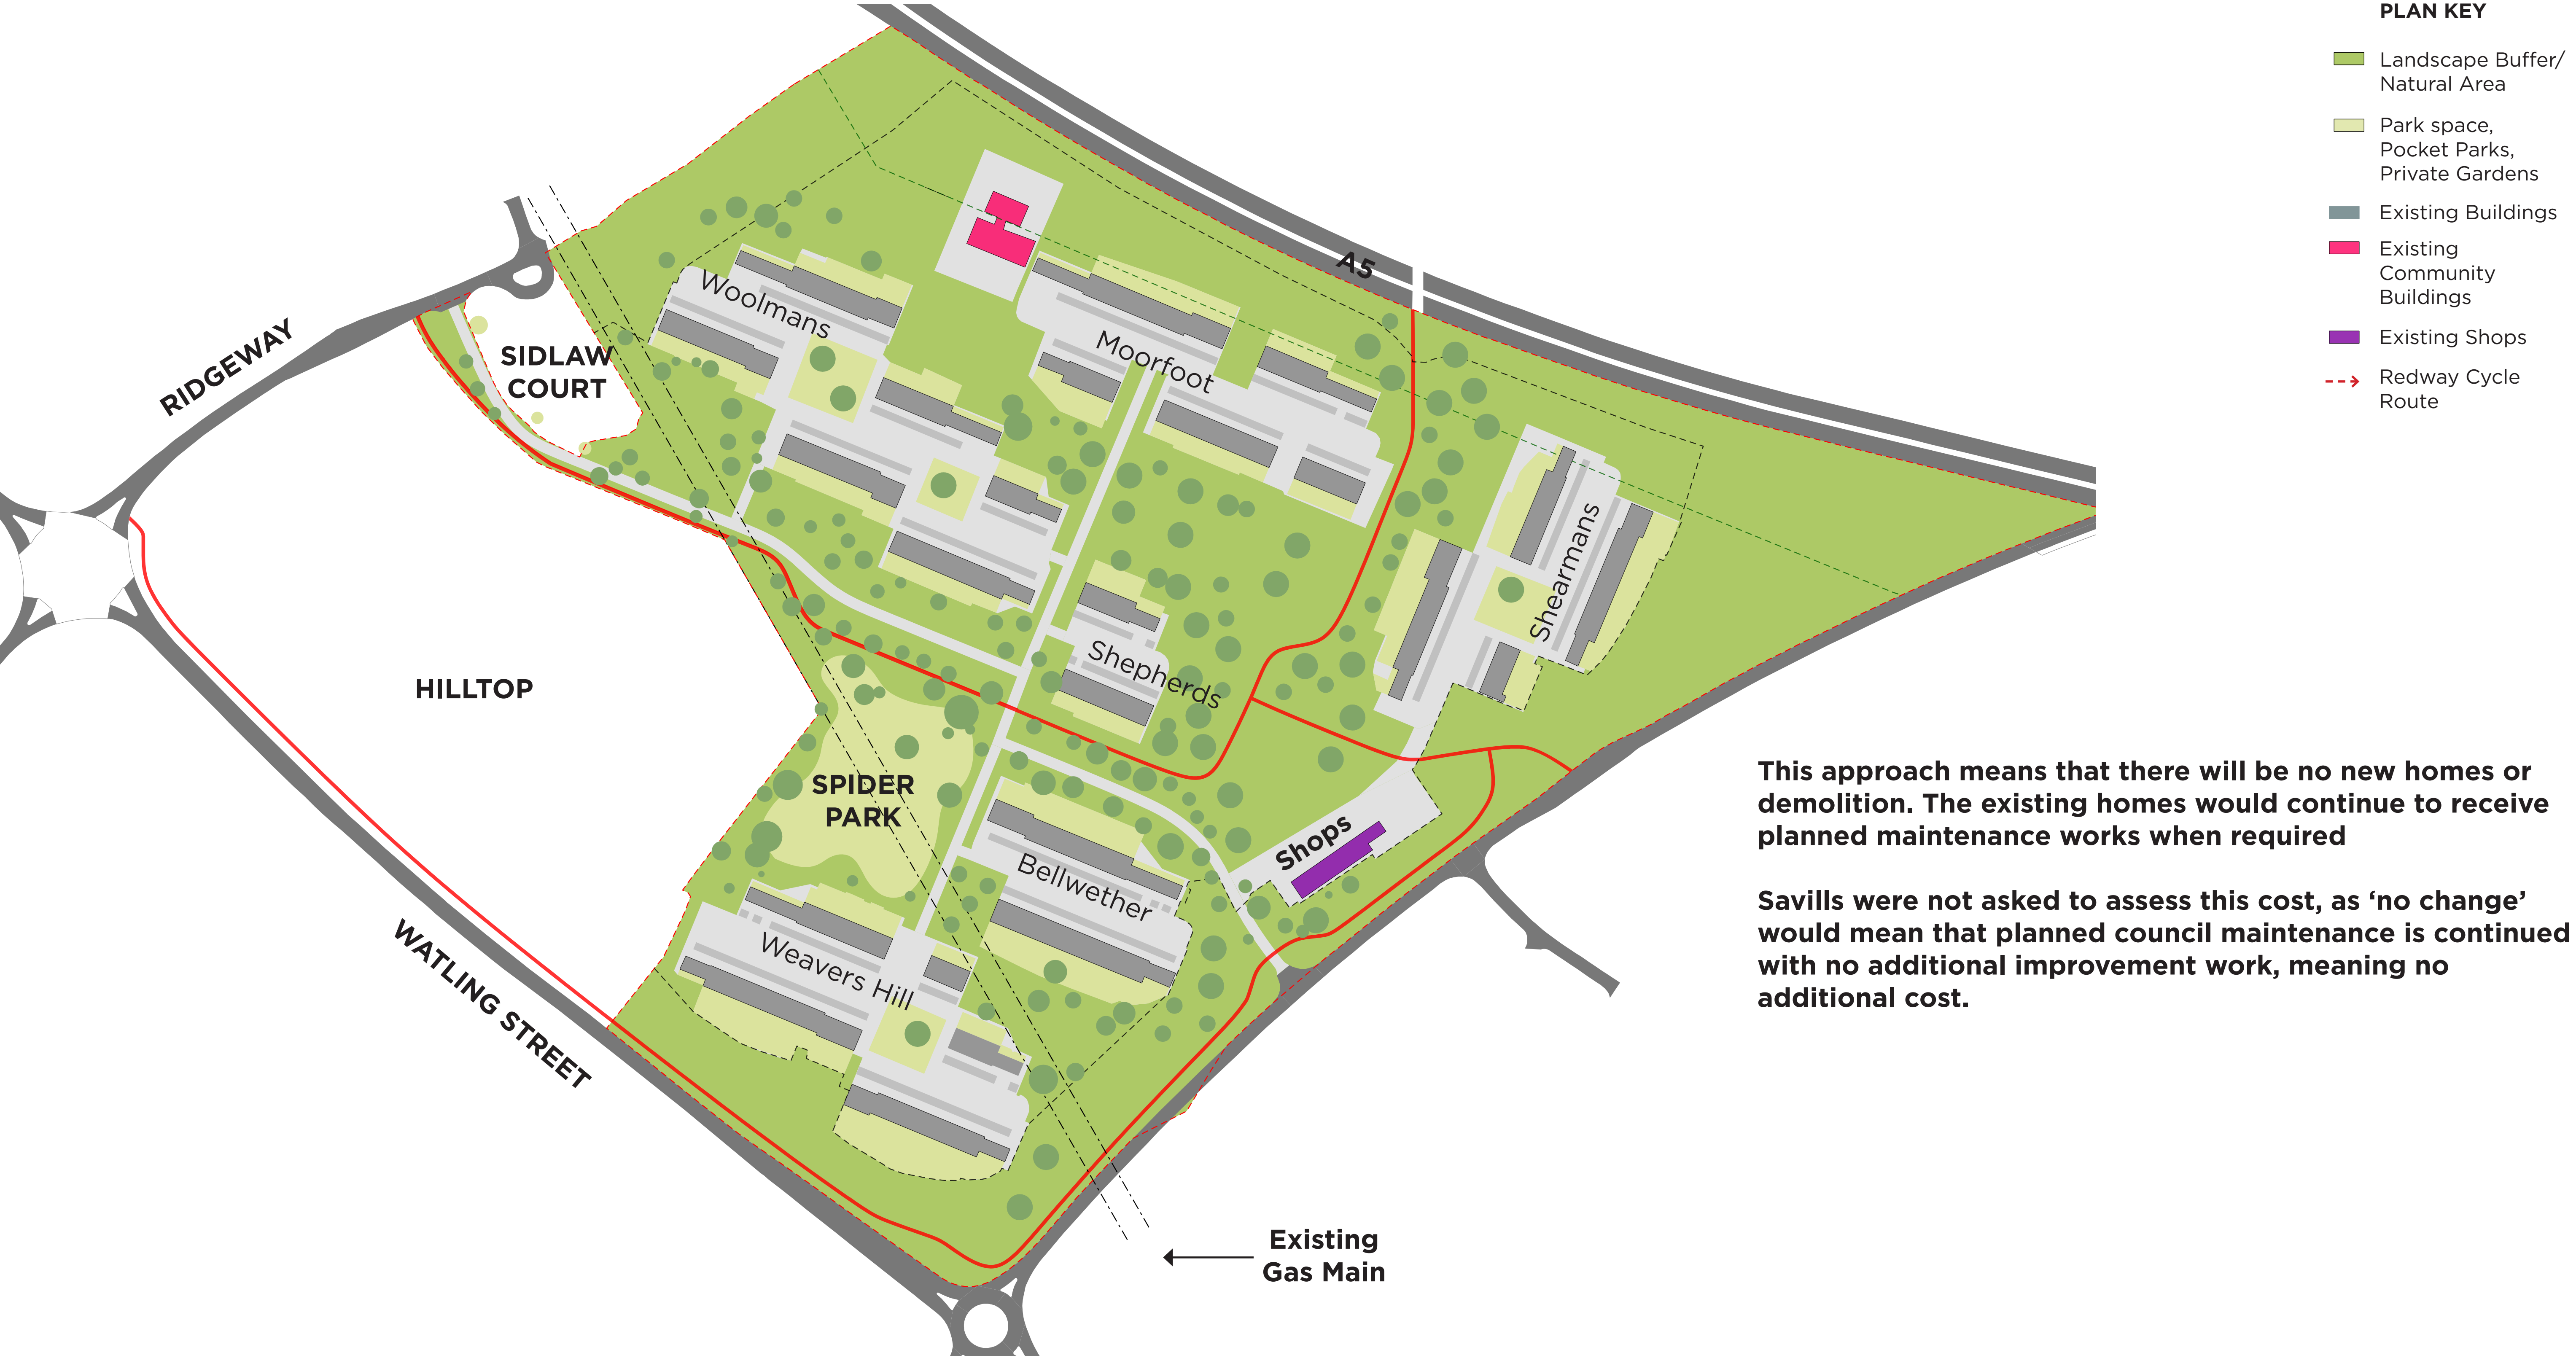 PLAN KEY
Landscape Buffer/
Natural Area
Park space,
Pocket Parks,
Private Gardens
Existing Buildings
Existing
Community
Buildings
Existing Shops
Redway Cycle
Route
A5
Woolmans
Moorfoot
RIDGEWAY
SIDLAW
COURT
Shearmans
Shepherds
HILLTOP
SPIDER
PARK
Shops
Bellwether
Weavers Hill
WATLING STREET
Existing
Gas Main
This approach means that there will be no new homes or
demolition. The existing homes would continue to receive
planned maintenance works when required
Savills were not asked to assess this cost, as ‘no change’
would mean that planned council maintenance is continued
with no additional improvement work, meaning no
additional cost.